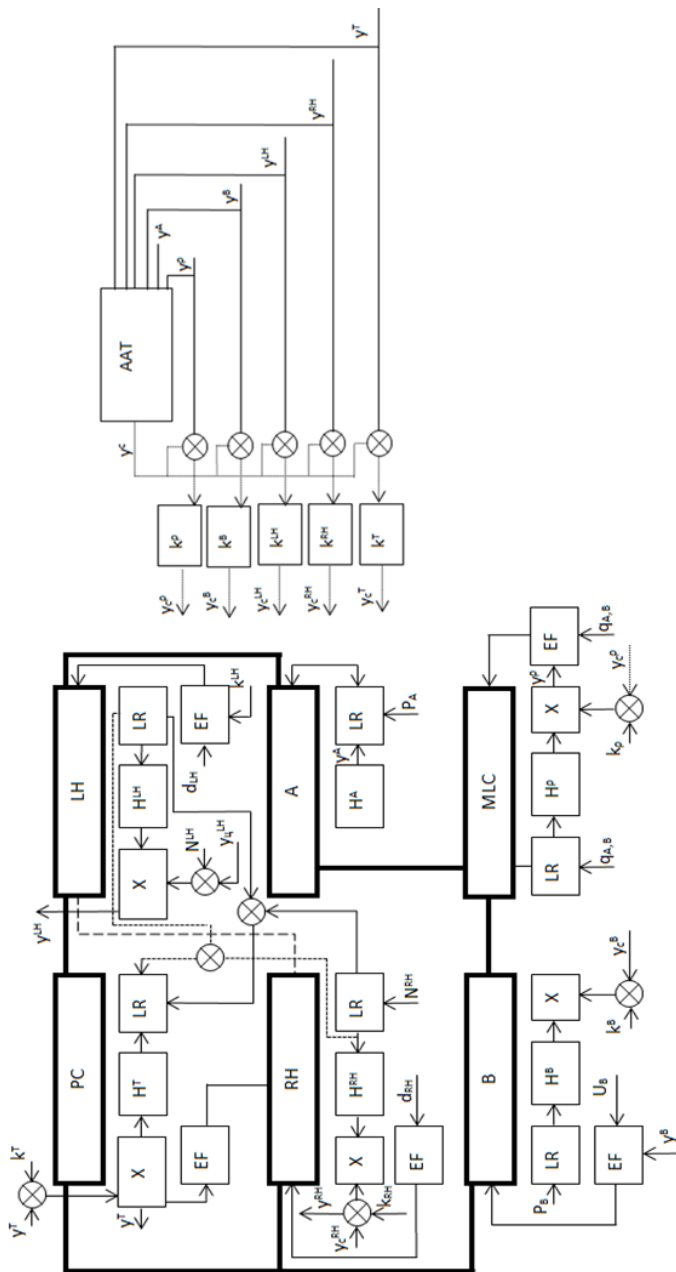 y^B
P_B
U_B
LR
EF
H^B
B
X
k^B
y_c^B
q_A,B
LR
H^P
MLC
X
y^P
EF
k_P
y_c^P
q_A,B
y^RH
y_c^RH
X
k_RH
EF
d_RH
H^RH
RH
LR
N^RH
H^A
y^A
A
LR
P_A
y^T
k^T
y^T
X
EF
H^T
PC
LR
y^LH
X
N^LH
y_ц^LH
H^LH
LH
LR
d_LH
EF
k^LH
y_c^P
y_c^B
y_c^LH
y_c^RH
y_c^T
k^P
k^B
k^LH
k^RH
k^T
y^c
AAT
y^P
y^A
y^B
y^LH
y^RH
y^T